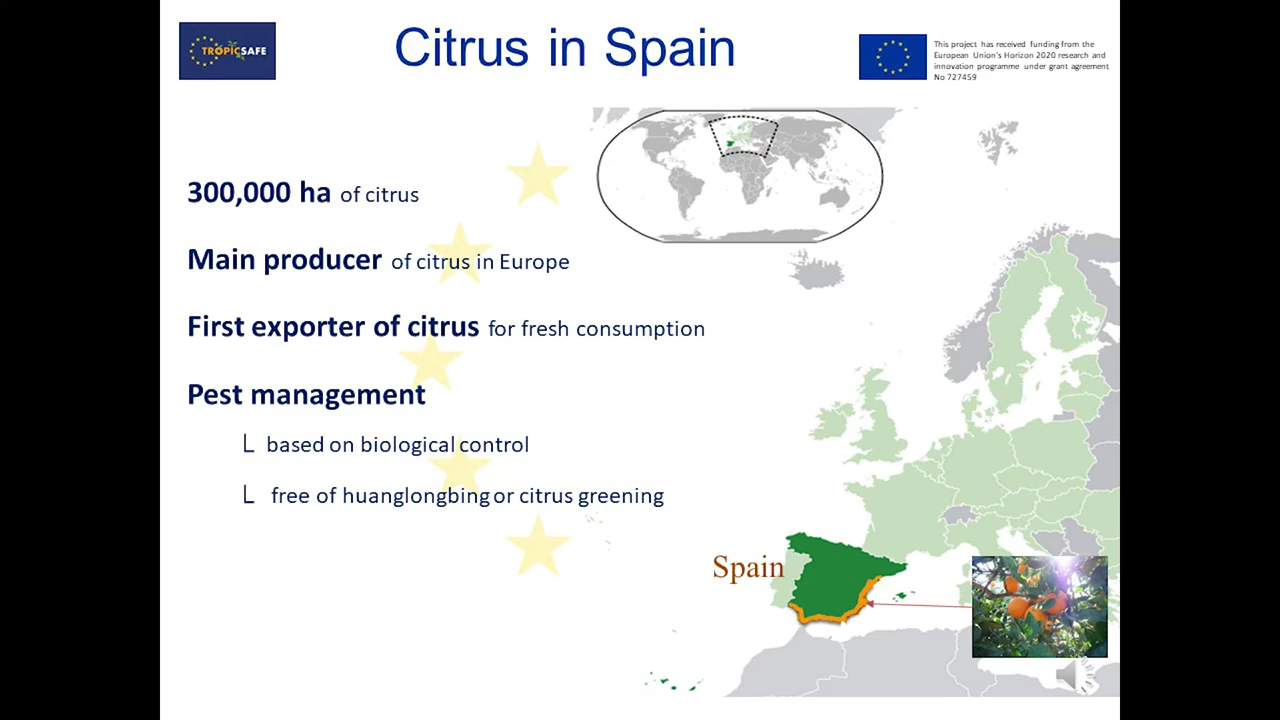 TROPICSAFE
Citrus in Spain
This project has received funding from the
European Union's Horizon 2020 research and
innovation programme under grant agreement
No 727459
300,000 ha of citrus
Main producer of citrus in Europe
First exporter of citrus for fresh consumption
Pest management
└ based on biological control
└ free of huanglongbing or citrus greening
Spain